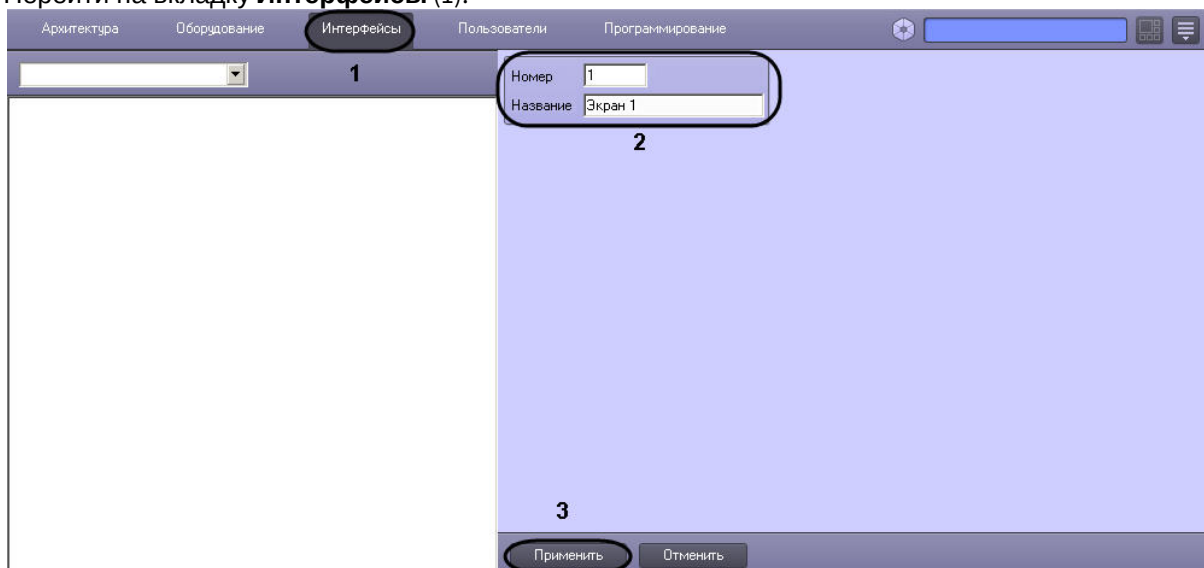 Перейти на вкладку Интерфейсы (1).
Архитектура Оборудование Интерфейсы Пользователи Программирование
1
Номер 1
Название Экран 1
2
3
Применить Отменить